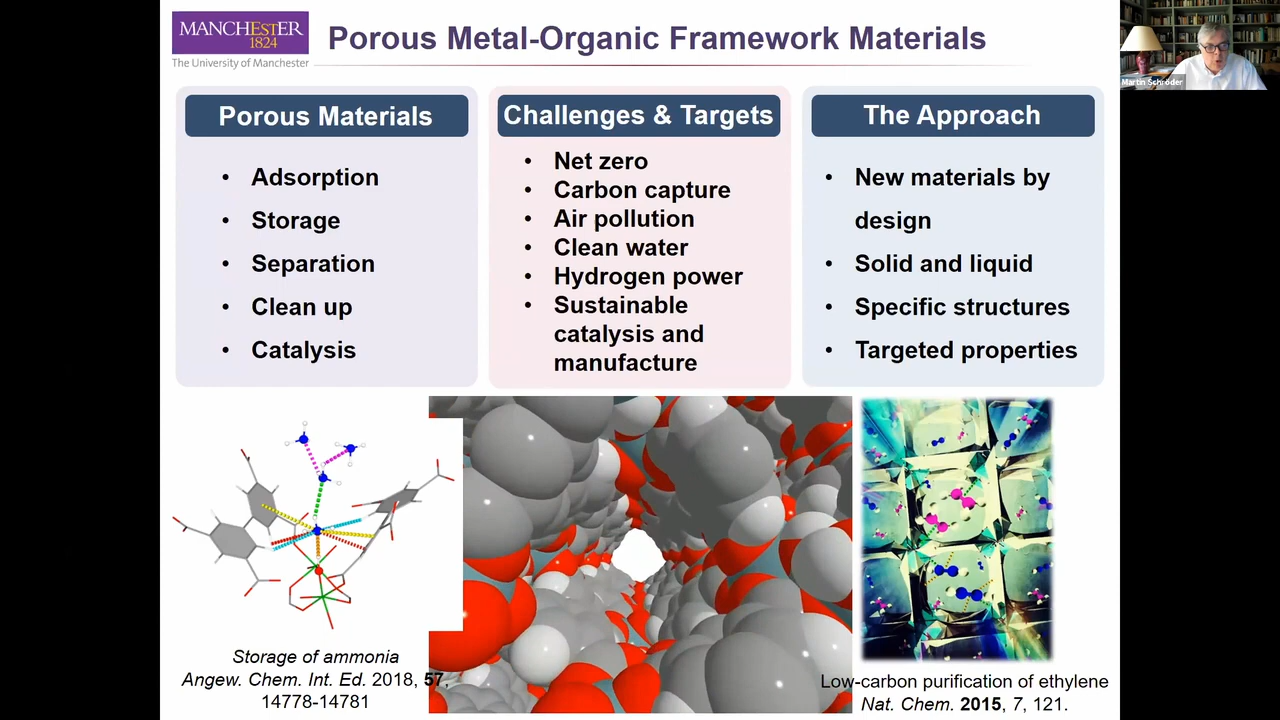 MANCHESTER
1824
The University of Manchester
Porous Metal-Organic Framework Materials
Martin Schröder
Porous Materials
• Adsorption
• Storage
• Separation
• Clean up
• Catalysis
Challenges & Targets
• Net zero
• Carbon capture
• Air pollution
• Clean water
• Hydrogen power
• Sustainable
catalysis and
manufacture
The Approach
• New materials by
design
• Solid and liquid
• Specific structures
• Targeted properties
Storage of ammonia
Angew. Chem. Int. Ed. 2018, 57,
14778-14781
Low-carbon purification of ethylene
Nat. Chem. 2015, 7, 121.